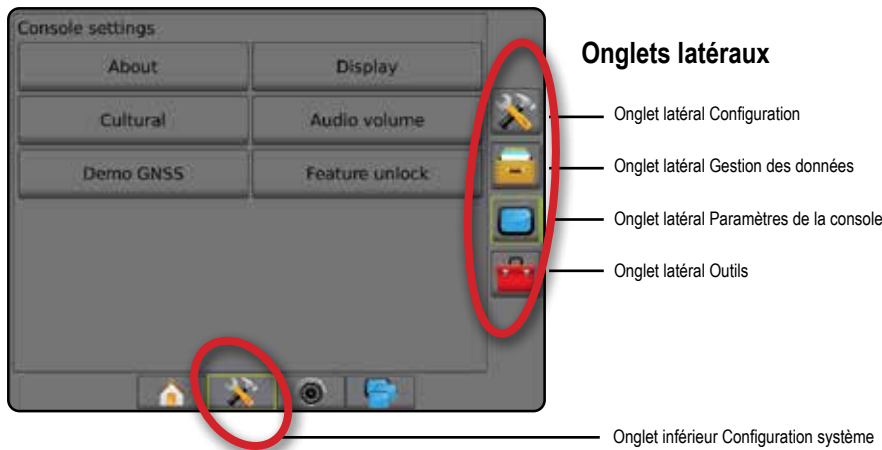 Console settings
About
Display
Cultural
Audio volume
Demo GNSS
Feature unlock
Onglets latéraux
Onglet latéral Configuration
Onglet latéral Gestion des données
Onglet latéral Paramètres de la console
Onglet latéral Outils
Onglet inférieur Configuration système